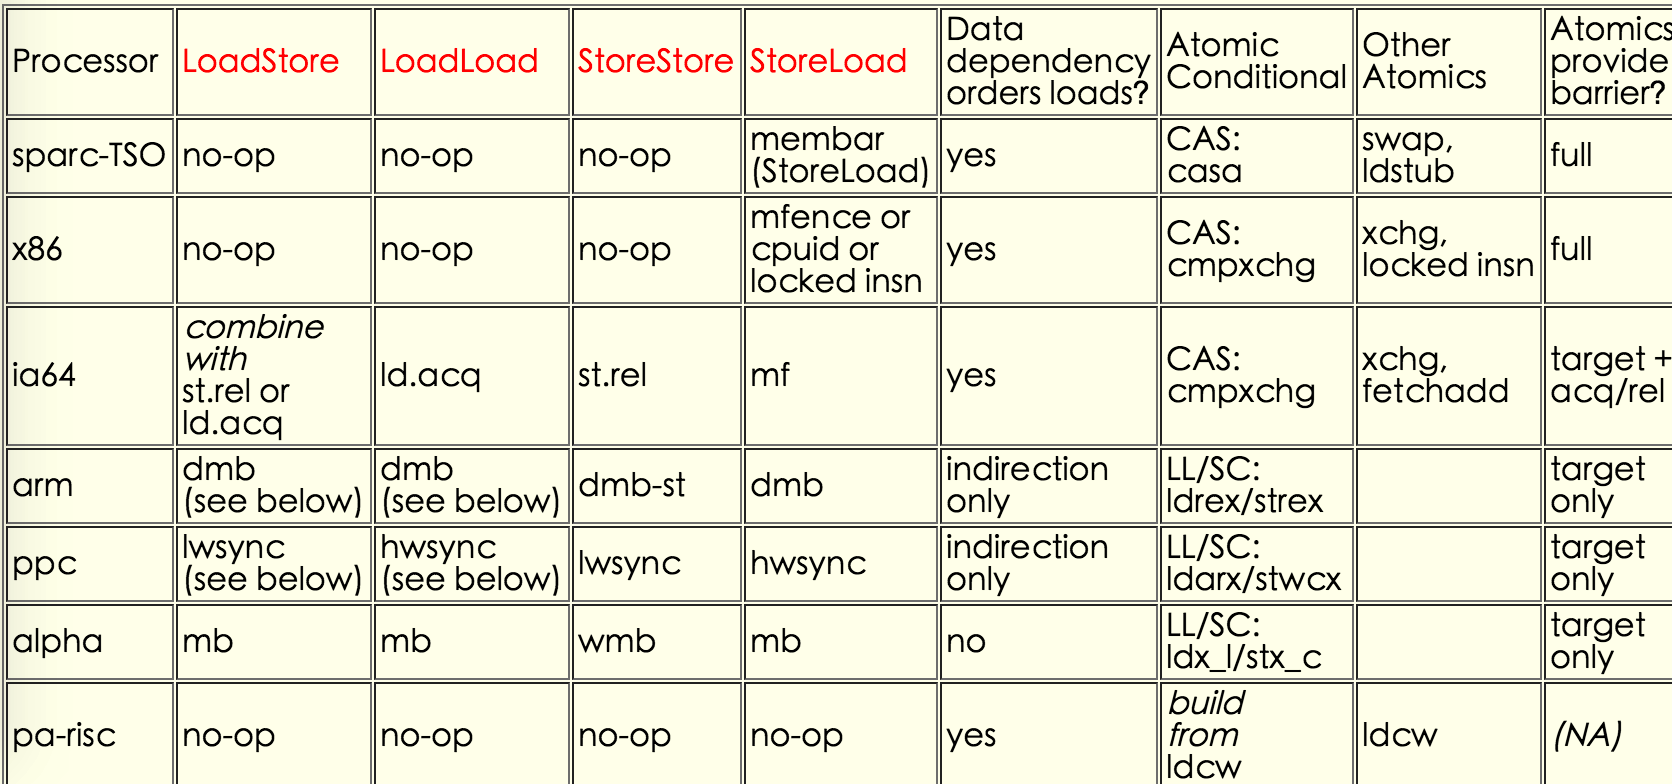 Processor LoadStore LoadLoad StoreStore StoreLoad Data dependency orders loads? Atomic Conditional Other Atomics Atomics provide barrier?
sparc-TSO no-op no-op no-op membar (StoreLoad) yes CAS: casa swap, ldstub full
x86 no-op no-op no-op mfence or cpuid or locked insn yes CAS: cmpxchg xchg, locked insn full
ia64 combine with st.rel or ld.acq ld.acq st.rel mf yes CAS: cmpxchg xchg, fetchadd target + acq/rel
arm dmb (see below) dmb (see below) dmb-st dmb indirection only LL/SC: ldrex/strex target only
ppc lwsync (see below) hwsync (see below) lwsync hwsync indirection only LL/SC: ldarx/stwcx target only
alpha mb mb wmb mb no LL/SC: ldx_l/stx_c target only
pa-risc no-op no-op no-op no-op yes build from ldcw ldcw (NA)